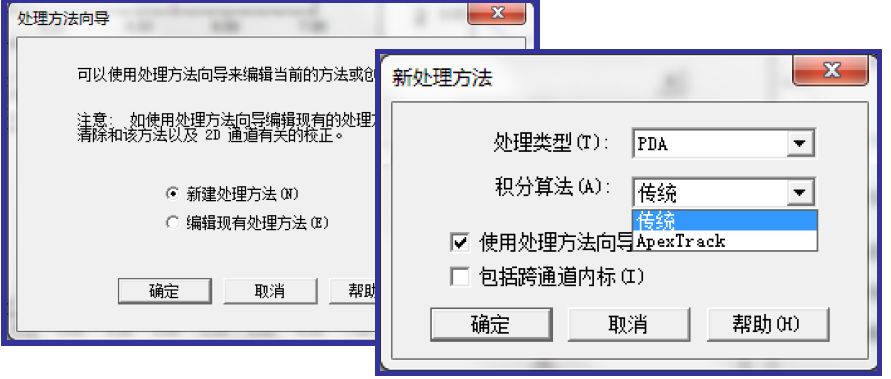 处理方法向导
可以使用处理方法向导来编辑当前的方法或创
注意: 如使用处理方法向导编辑现有的处理方
清除和该方法以及 2D 通道有关的校正。
新建处理方法(N)
编辑现有处理方法(E)
确定
取消
帮助
新处理方法
处理类型(T):
PDA
积分算法(A):
传统
传统
ApexTrack
使用处理方法向导
包括跨通道内标(I)
确定
取消
帮助(H)